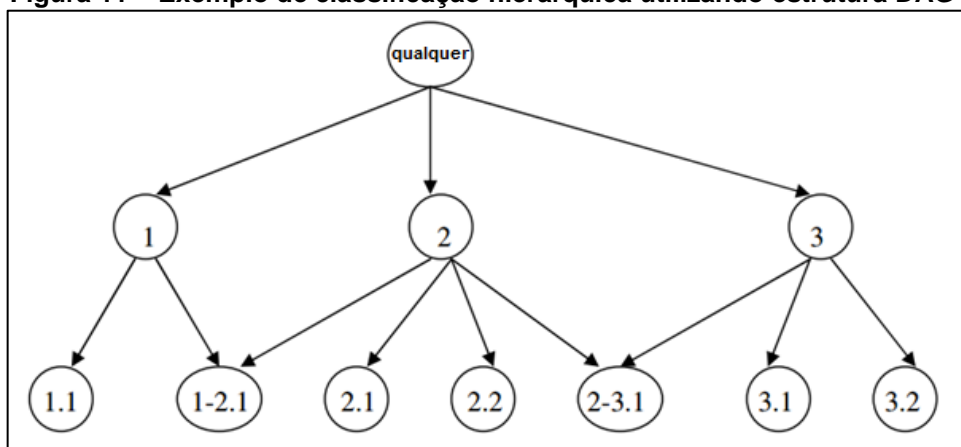 Figura – Exemplo de classificação hierárquica utilizando estrutura DAG
qualquer
1 2 3
1.1 1-2.1 2.1 2.2 2-3.1 3.1 3.2